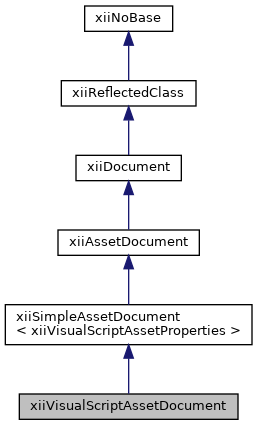 xiiNoBase
xiiReflectedClass
xiiDocument
xiiAssetDocument
xiiSimpleAssetDocument
< xiiVisualScriptAssetProperties >
xiiVisualScriptAssetDocument